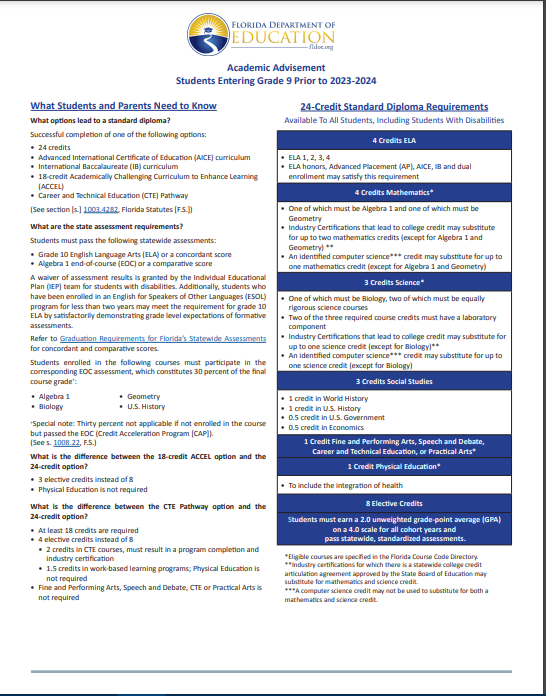 FLORIDA DEPARTMENT OF
EDUCATION
fldoe.org
Academic Advisement
Students Entering Grade 9 Prior to 2023-2024
What Students and Parents Need to Know
What options lead to a standard diploma?
Successful completion of one of the following options:
• 24 credits
• Advanced International Certificate of Education (AICE) curriculum
• International Baccalaureate (IB) curriculum
• 18-credit Academically Challenging Curriculum to Enhance Learning
(ACCEL)
• Career and Technical Education (CTE) Pathway
(See section [s.] 1003.4282, Florida Statutes [F.S.])
What are the state assessment requirements?
Students must pass the following statewide assessments:
• Grade 10 English Language Arts (ELA) or a concordant score
• Algebra 1 end-of-course (EOC) or a comparative score
A waiver of assessment results is granted by the Individual Educational
Plan (IEP) team for students with disabilities. Additionally, students who
have been enrolled in an English for Speakers of Other Languages (ESOL)
program for less than two years may meet the requirement for grade 10
ELA by satisfactorily demonstrating grade level expectations of formative
assessments.
Refer to Graduation Requirements for Florida's Statewide Assessments
for concordant and comparative scores.
Students enrolled in the following courses must participate in the
corresponding EOC assessment, which constitutes 30 percent of the final
course grade⁺:
• Algebra 1 • Geometry
• Biology • U.S. History
⁺Special note: Thirty percent not applicable if not enrolled in the course
but passed the EOC (Credit Acceleration Program [CAP]).
(See s. 1008.22, F.S.)
What is the difference between the 18-credit ACCEL option and the
24-credit option?
• 3 elective credits instead of 8
• Physical Education is not required
What is the difference between the CTE Pathway option and the
24-credit option?
• At least 18 credits are required
• 4 elective credits instead of 8
• 2 credits in CTE courses, must result in a program completion and
industry certification
• 1.5 credits in work-based learning programs; Physical Education is
not required
• Fine and Performing Arts, Speech and Debate, CTE or Practical Arts is
not required
24-Credit Standard Diploma Requirements
Available To All Students, Including Students With Disabilities
4 Credits ELA
• ELA 1, 2, 3, 4
• ELA honors, Advanced Placement (AP), AICE, IB and dual
enrollment may satisfy this requirement
4 Credits Mathematics*
• One of which must be Algebra 1 and one of which must be
Geometry
• Industry Certifications that lead to college credit may substitute
for up to two mathematics credits (except for Algebra 1 and
Geometry) **
• An identified computer science*** credit may substitute for up to
one mathematics credit (except for Algebra 1 and Geometry)
3 Credits Science*
• One of which must be Biology, two of which must be equally
rigorous science courses
• Two of the three required course credits must have a laboratory
component
• Industry Certifications that lead to college credit may substitute for
up to one science credit (except for Biology)**
• An identified computer science*** credit may substitute for up to
one science credit (except for Biology)
3 Credits Social Studies
• 1 credit in World History
• 1 credit in U.S. History
• 0.5 credit in U.S. Government
• 0.5 credit in Economics
1 Credit Fine and Performing Arts, Speech and Debate,
Career and Technical Education, or Practical Arts*
1 Credit Physical Education*
• To include the integration of health
8 Elective Credits
Students must earn a 2.0 unweighted grade-point average (GPA)
on a 4.0 scale for all cohort years and
pass statewide, standardized assessments.
*Eligible courses are specified in the Florida Course Code Directory.
**Industry certifications for which there is a statewide college credit
articulation agreement approved by the State Board of Education may
substitute for mathematics and science credit.
***A computer science credit may not be used to substitute for both a
mathematics and science credit.